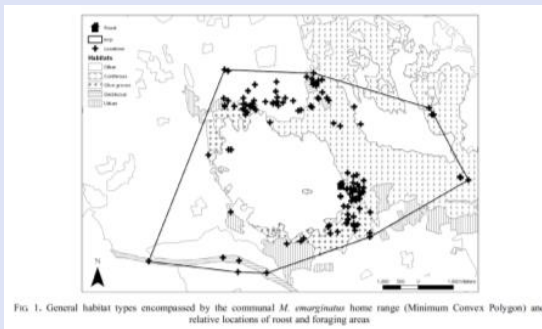 Roost
Locations
Habitats
Other
Coniferous
Olive groves
Deciduous
Urban
N
FIG. 1. General habitat types encompassed by the communal M. emarginatus home range (Minimum Convex Polygon) and
relative locations of roost and foraging areas